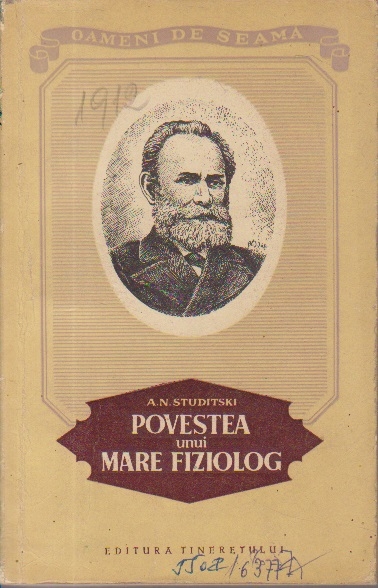 OAMENI DE SEAMĂ
1912
A.N. STUDITSKI
POVESTEA
unui
MARE FIZIOLOG
EDITURA TINERETULUI